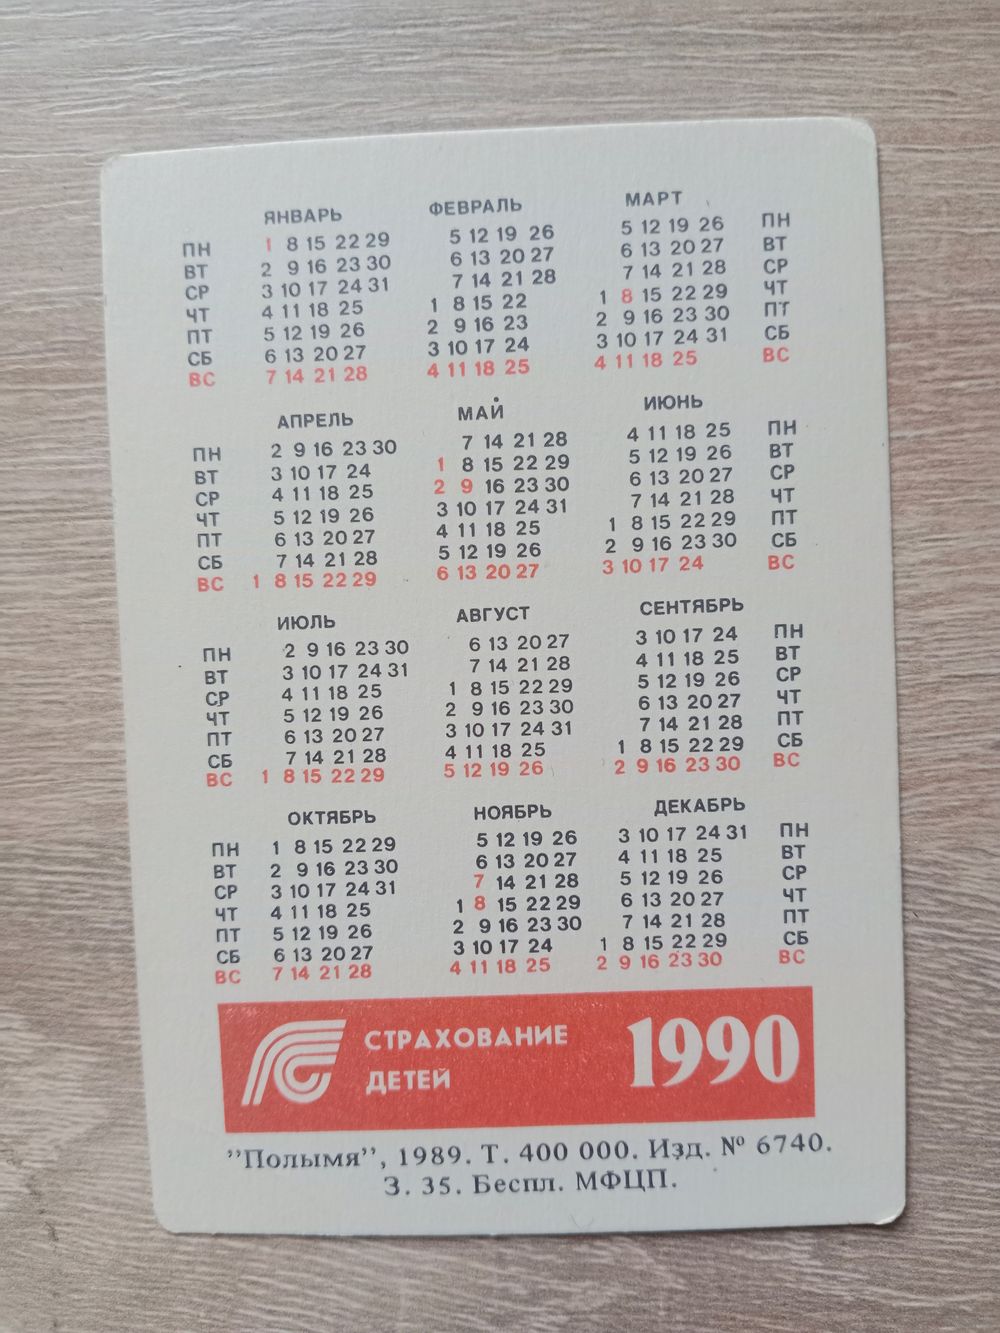 ЯНВАРЬ ФЕВРАЛЬ МАРТ
ПН 1 8 15 22 29 5 12 19 26 5 12 19 26 ПН
ВТ 2 9 16 23 30 6 13 20 27 6 13 20 27 ВТ
СР 3 10 17 24 31 7 14 21 28 7 14 21 28 СР
ЧТ 4 11 18 25 1 8 15 22 1 8 15 22 29 ЧТ
ПТ 5 12 19 26 2 9 16 23 2 9 16 23 30 ПТ
СБ 6 13 20 27 3 10 17 24 3 10 17 24 31 СБ
ВС 7 14 21 28 4 11 18 25 4 11 18 25 ВС
АПРЕЛЬ МАЙ ИЮНЬ
ПН 2 9 16 23 30 7 14 21 28 4 11 18 25 ПН
ВТ 3 10 17 24 1 8 15 22 29 5 12 19 26 ВТ
СР 4 11 18 25 2 9 16 23 30 6 13 20 27 СР
ЧТ 5 12 19 26 3 10 17 24 31 7 14 21 28 ЧТ
ПТ 6 13 20 27 4 11 18 25 1 8 15 22 29 ПТ
СБ 7 14 21 28 5 12 19 26 2 9 16 23 30 СБ
ВС 1 8 15 22 29 6 13 20 27 3 10 17 24 ВС
ИЮЛЬ АВГУСТ СЕНТЯБРЬ
ПН 2 9 16 23 30 6 13 20 27 3 10 17 24 ПН
ВТ 3 10 17 24 31 7 14 21 28 4 11 18 25 ВТ
СР 4 11 18 25 1 8 15 22 29 5 12 19 26 СР
ЧТ 5 12 19 26 2 9 16 23 30 6 13 20 27 ЧТ
ПТ 6 13 20 27 3 10 17 24 31 7 14 21 28 ПТ
СБ 7 14 21 28 4 11 18 25 1 8 15 22 29 СБ
ВС 1 8 15 22 29 5 12 19 26 2 9 16 23 30 ВС
ОКТЯБРЬ НОЯБРЬ ДЕКАБРЬ
ПН 1 8 15 22 29 5 12 19 26 3 10 17 24 31 ПН
ВТ 2 9 16 23 30 6 13 20 27 4 11 18 25 ВТ
СР 3 10 17 24 31 7 14 21 28 5 12 19 26 СР
ЧТ 4 11 18 25 1 8 15 22 29 6 13 20 27 ЧТ
ПТ 5 12 19 26 2 9 16 23 30 7 14 21 28 ПТ
СБ 6 13 20 27 3 10 17 24 1 8 15 22 29 СБ
ВС 7 14 21 28 4 11 18 25 2 9 16 23 30 ВС
СТРАХОВАНИЕ 1990
ДЕТЕЙ
"Полымя", 1989. Т. 400 000. Изд. № 6740.
З. 35. Беспл. МФЦП.